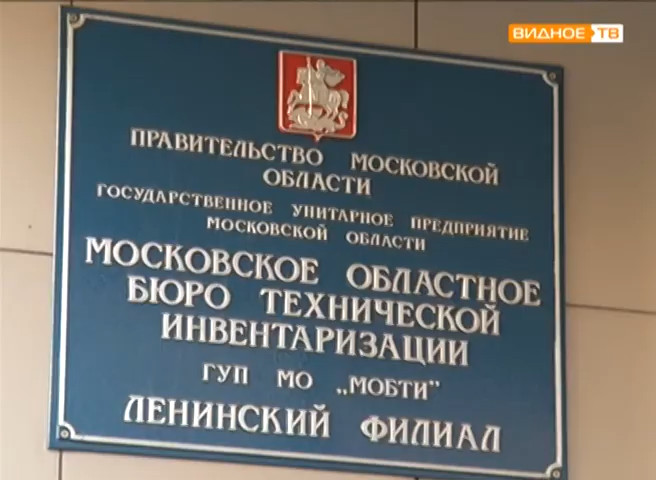 ВИДНОЕ ТВ
ПРАВИТЕЛЬСТВО МОСКОВСКОЙ
ОБЛАСТИ
ГОСУДАРСТВЕННОЕ УНИТАРНОЕ ПРЕДПРИЯТИЕ
МОСКОВСКОЙ ОБЛАСТИ
МОСКОВСКОЕ ОБЛАСТНОЕ
БЮРО ТЕХНИЧЕСКОЙ
ИНВЕНТАРИЗАЦИИ
ГУП МО „МОБТИ"
ЛЕНИНСКИЙ ФИЛИАЛ